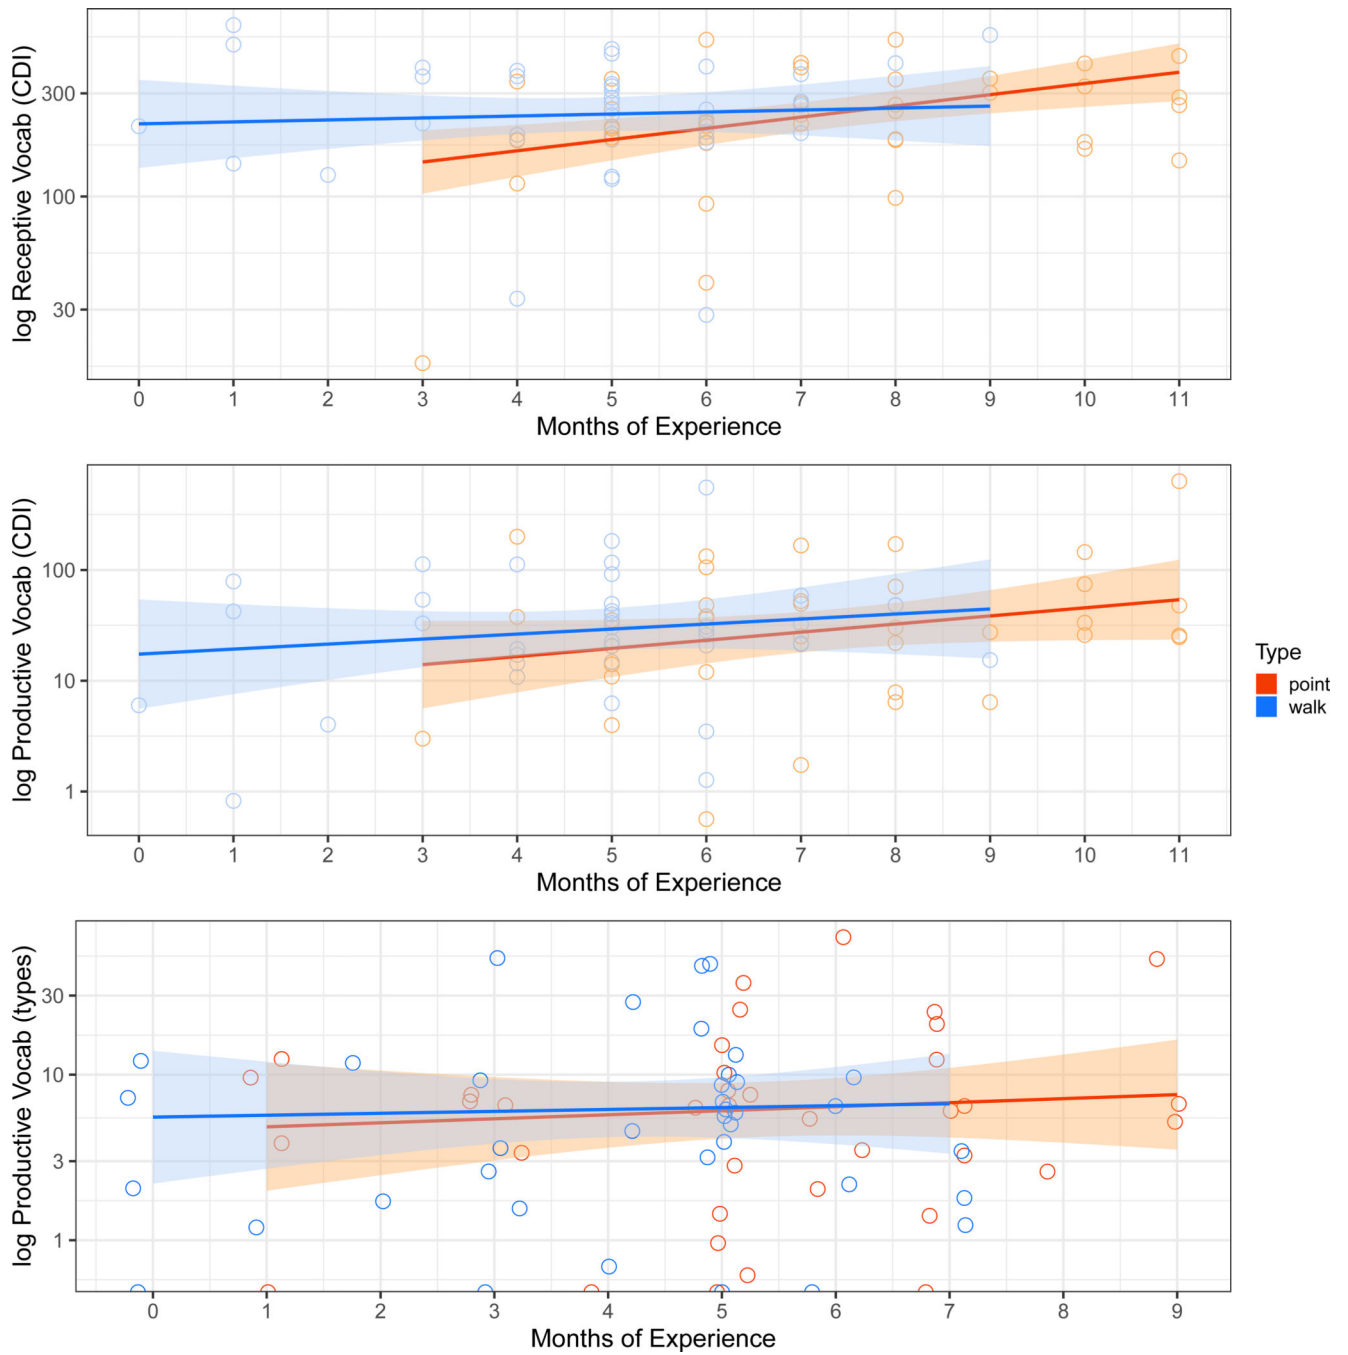 log Receptive Vocab (CDI)
300
100
30
0 1 2 3 4 5 6 7 8 9 10 11
Months of Experience
log Productive Vocab (CDI)
100
10
1
0 1 2 3 4 5 6 7 8 9 10 11
Months of Experience
Type
point
walk
log Productive Vocab (types)
30
10
3
1
0 1 2 3 4 5 6 7 8 9
Months of Experience